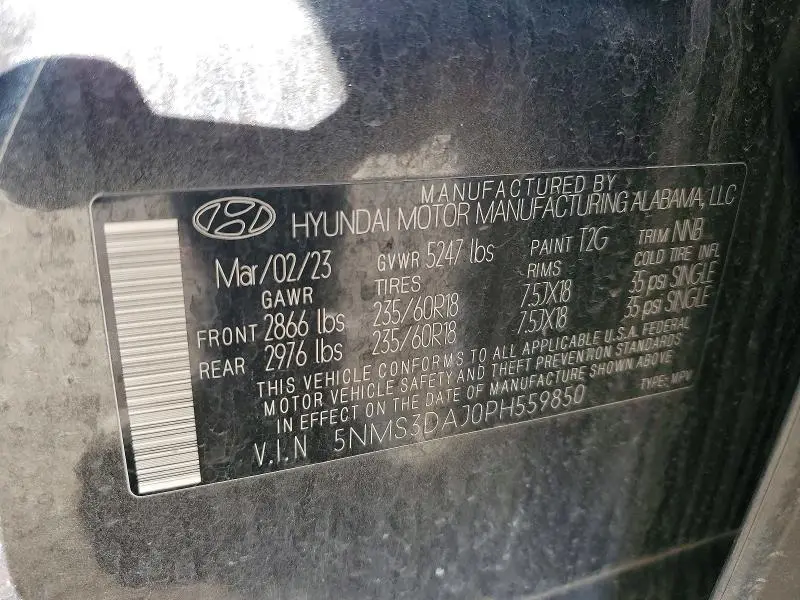 MANUFACTURED BY
HYUNDAI MOTOR MANUFACTURING ALABAMA, LLC
Mar/02/23 GVWR 5247 lbs PAINT T2G TRIM NNB
GAWR TIRES RIMS COLD TIRE INFL
FRONT 2866 lbs 235/60R18 7.5JX18 35 psi SINGLE
REAR 2976 lbs 235/60R18 7.5JX18 35 psi SINGLE
THIS VEHICLE CONFORMS TO ALL APPLICABLE U.S.A. FEDERAL
MOTOR VEHICLE SAFETY AND THEFT PREVENTION STANDARDS
IN EFFECT ON THE DATE OF MANUFACTURE SHOWN ABOVE
V.I.N 5NMS3DAJ0PH559850 TYPE: MPV